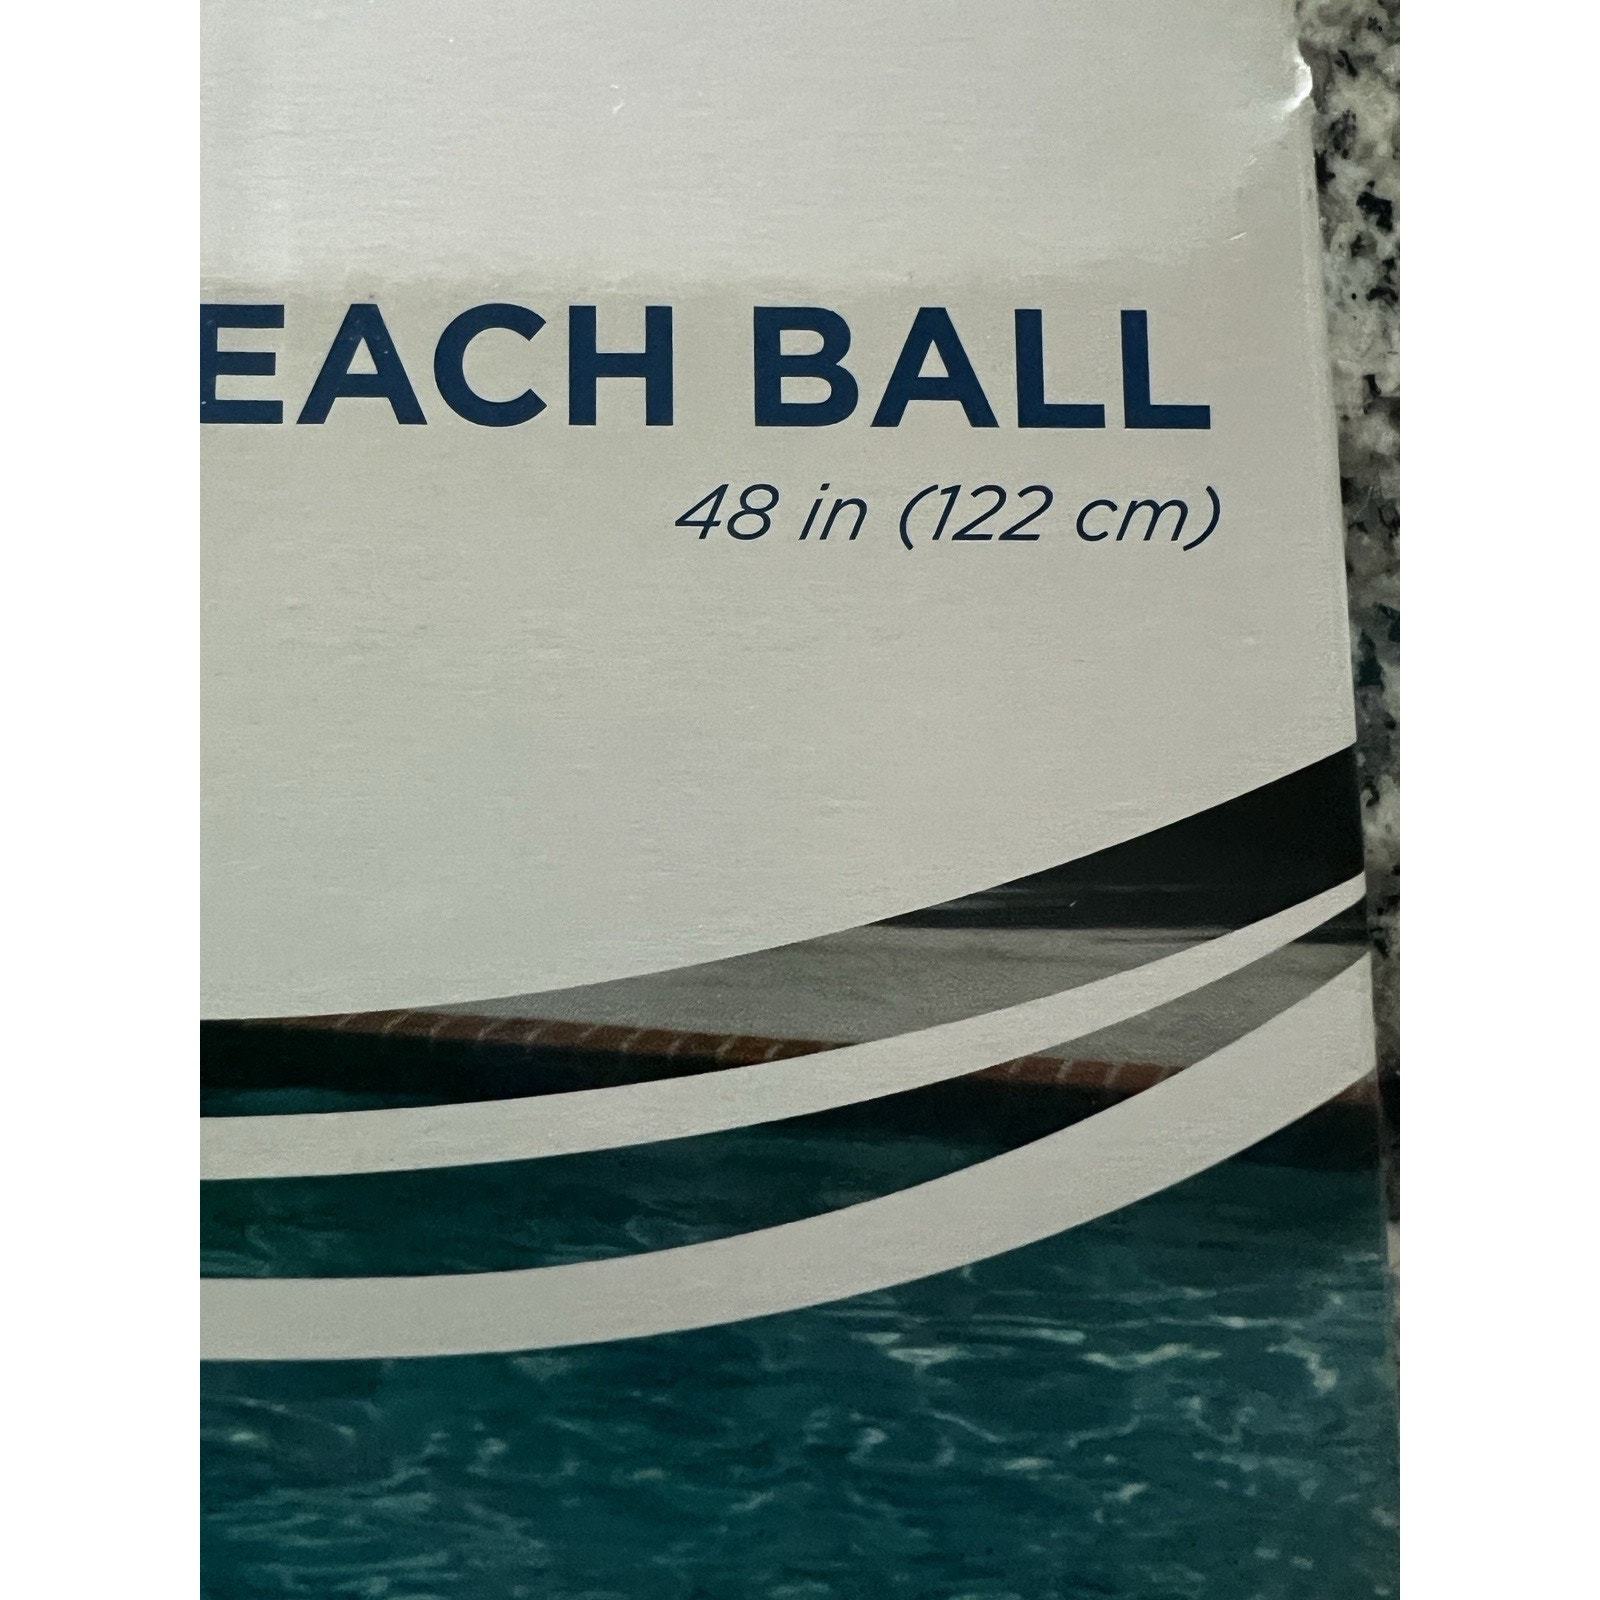 EACH BALL
48 in (122 cm)